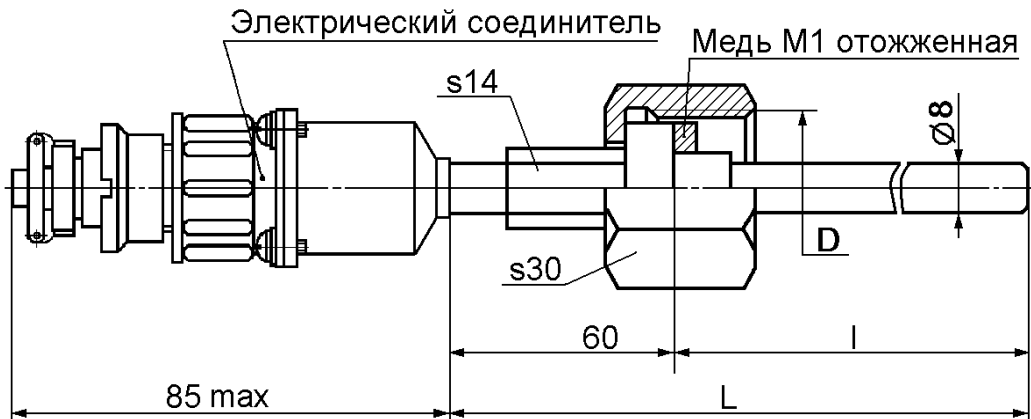 Электрический соединитель
Медь М1 отожженная
s14
Ø8
D
s30
60
l
85 max
L